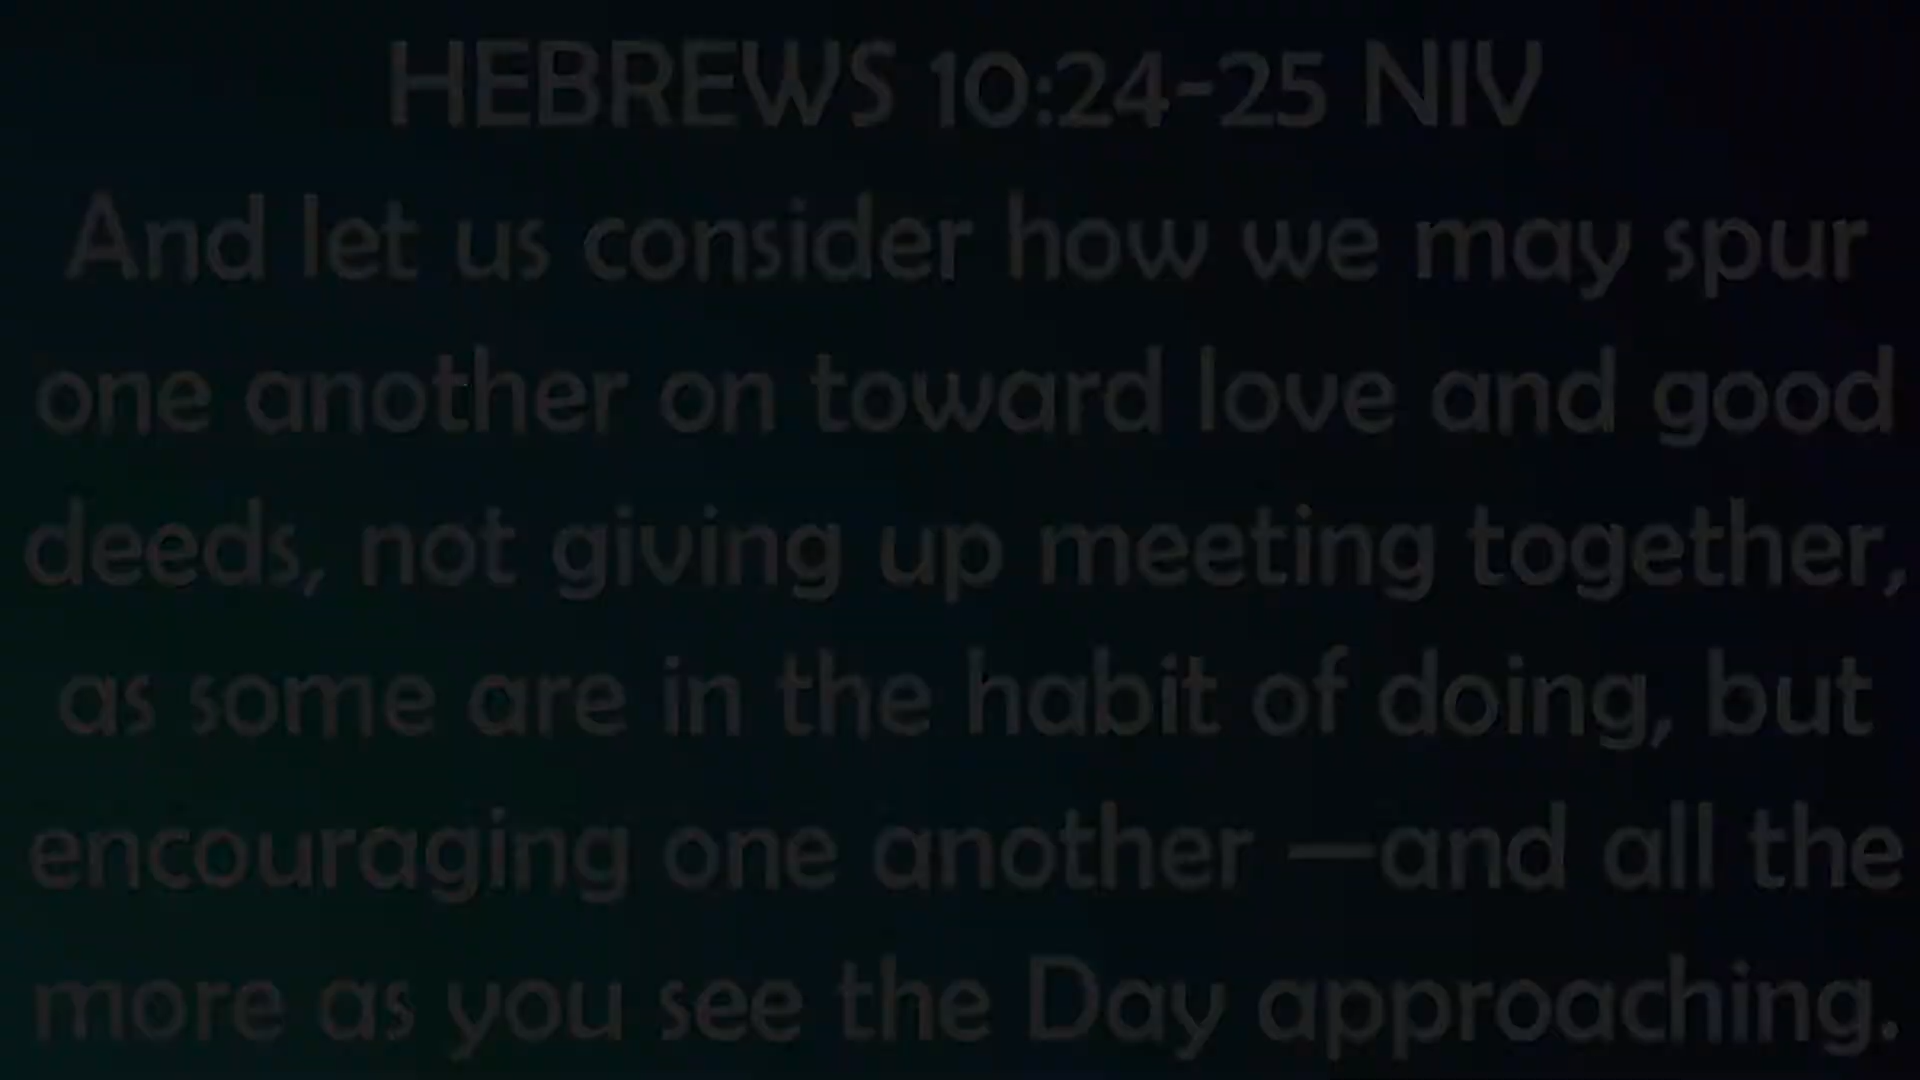 HEBREWS 10:24-25 NIV
And let us consider how we may spur
one another on toward love and good
deeds, not giving up meeting together,
as some are in the habit of doing, but
encouraging one another —and all the
more as you see the Day approaching.